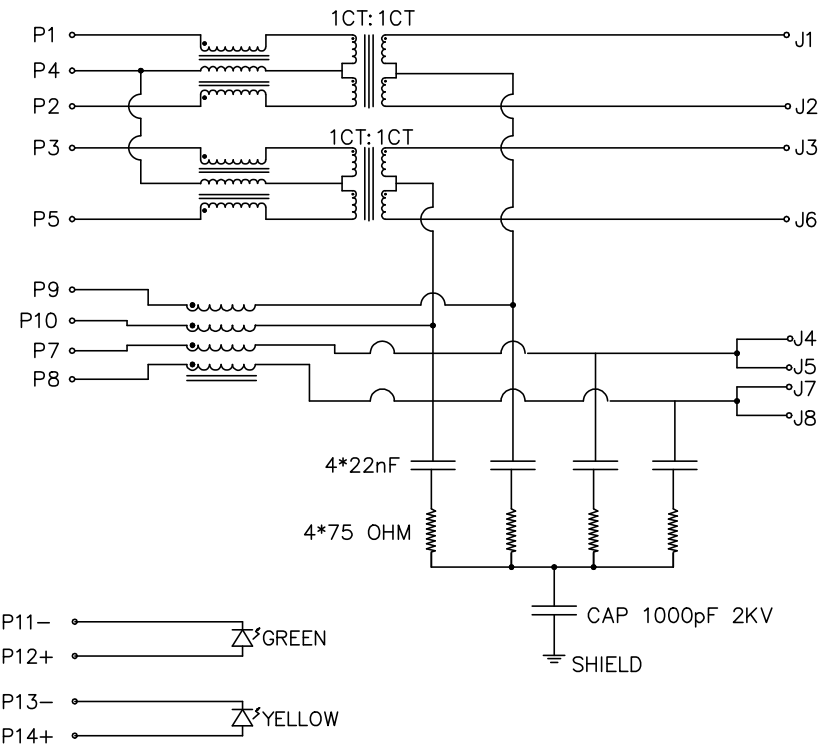 1CT:1CT
P1
J1
P4
P2
J2
1CT:1CT
P3
J3
P5
J6
P9
P10
J4
P7
J5
P8
J7
J8
4*22nF
4*75 OHM
CAP 1000pF 2KV
P11-
GREEN
P12+
SHIELD
P13-
YELLOW
P14+